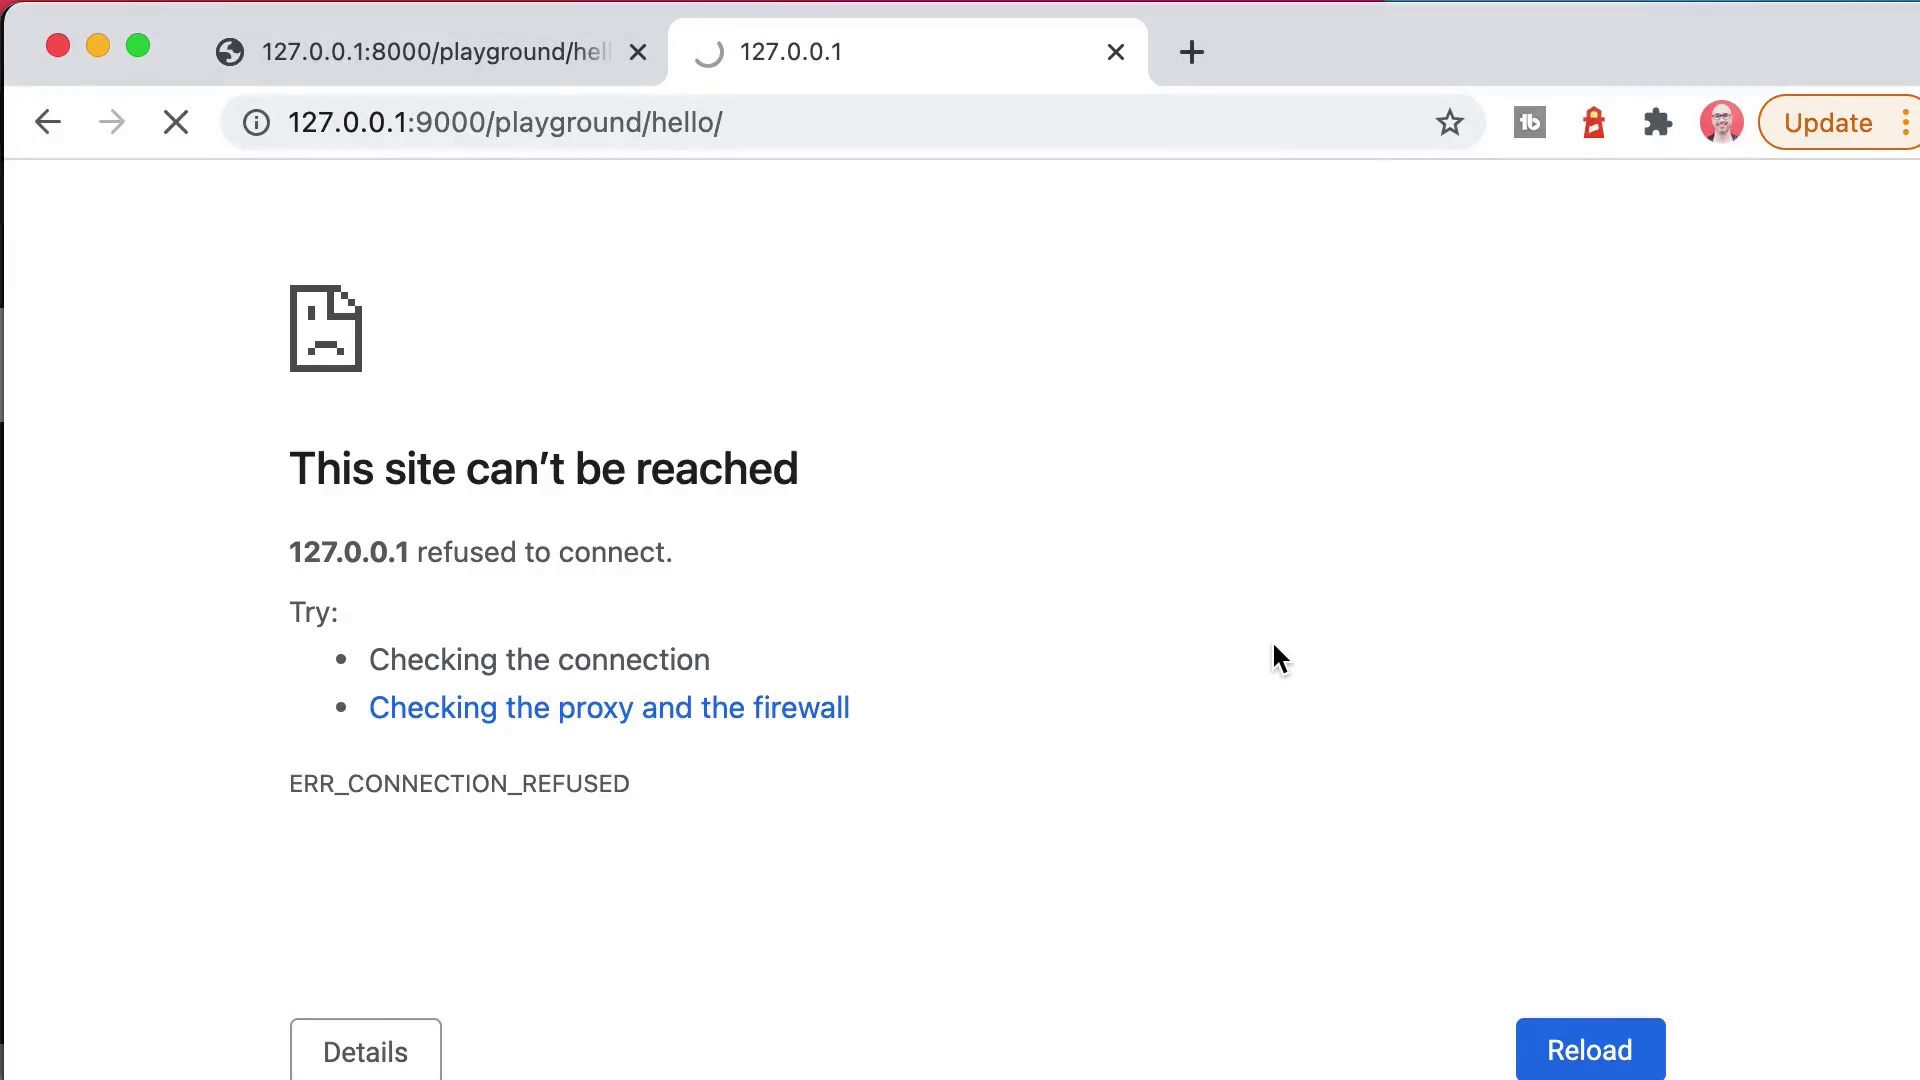 127.0.0.1:8000/playground/hell
127.0.0.1
127.0.0.1:9000/playground/hello/
tb
Update
This site can’t be reached
127.0.0.1 refused to connect.
Try:
Checking the connection
Checking the proxy and the firewall
ERR_CONNECTION_REFUSED
Details
Reload